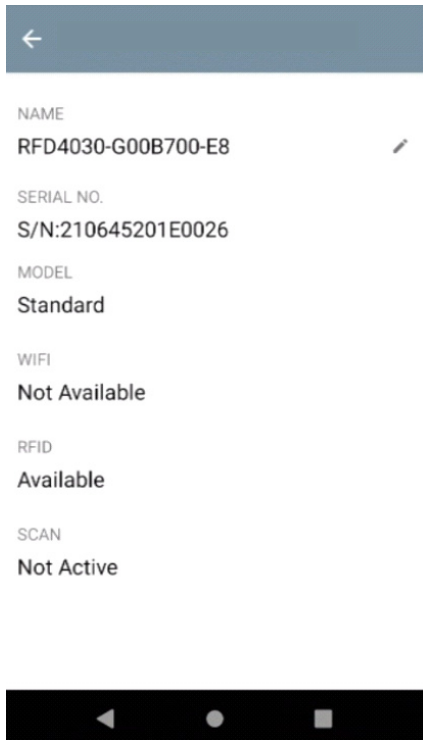 NAME
RFD4030-G00B700-E8
SERIAL NO.
S/N:210645201E0026
MODEL
Standard
WIFI
Not Available
RFID
Available
SCAN
Not Active